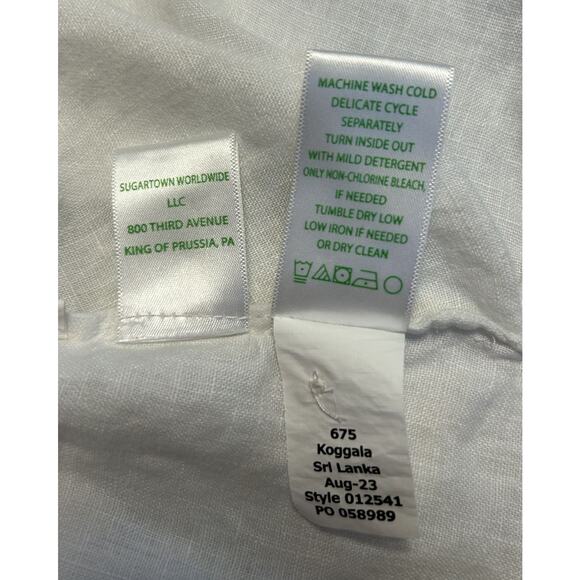 SUGARTOWN WORLDWIDE
LLC
800 THIRD AVENUE
KING OF PRUSSIA, PA
MACHINE WASH COLD
DELICATE CYCLE
SEPARATELY
TURN INSIDE OUT
WITH MILD DETERGENT
ONLY NON-CHLORINE BLEACH,
IF NEEDED
TUMBLE DRY LOW
LOW IRON IF NEEDED
OR DRY CLEAN
675
Koggala
Sri Lanka
Aug-23
Style 012541
PO 058989